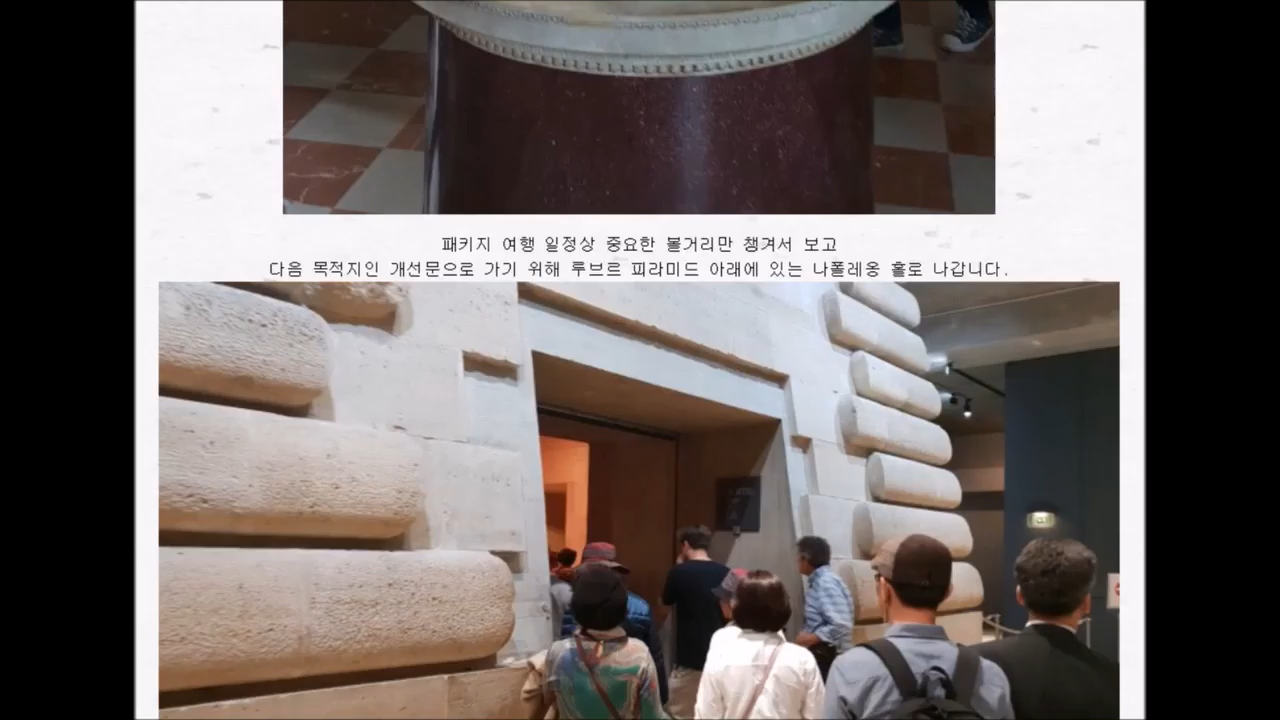 패키지 여행 일정상 중요한 볼거리만 챙겨서 보고
다음 목적지인 개선문으로 가기 위해 루브르 피라미드 아래에 있는 나폴레옹 홀로 나갑니다.